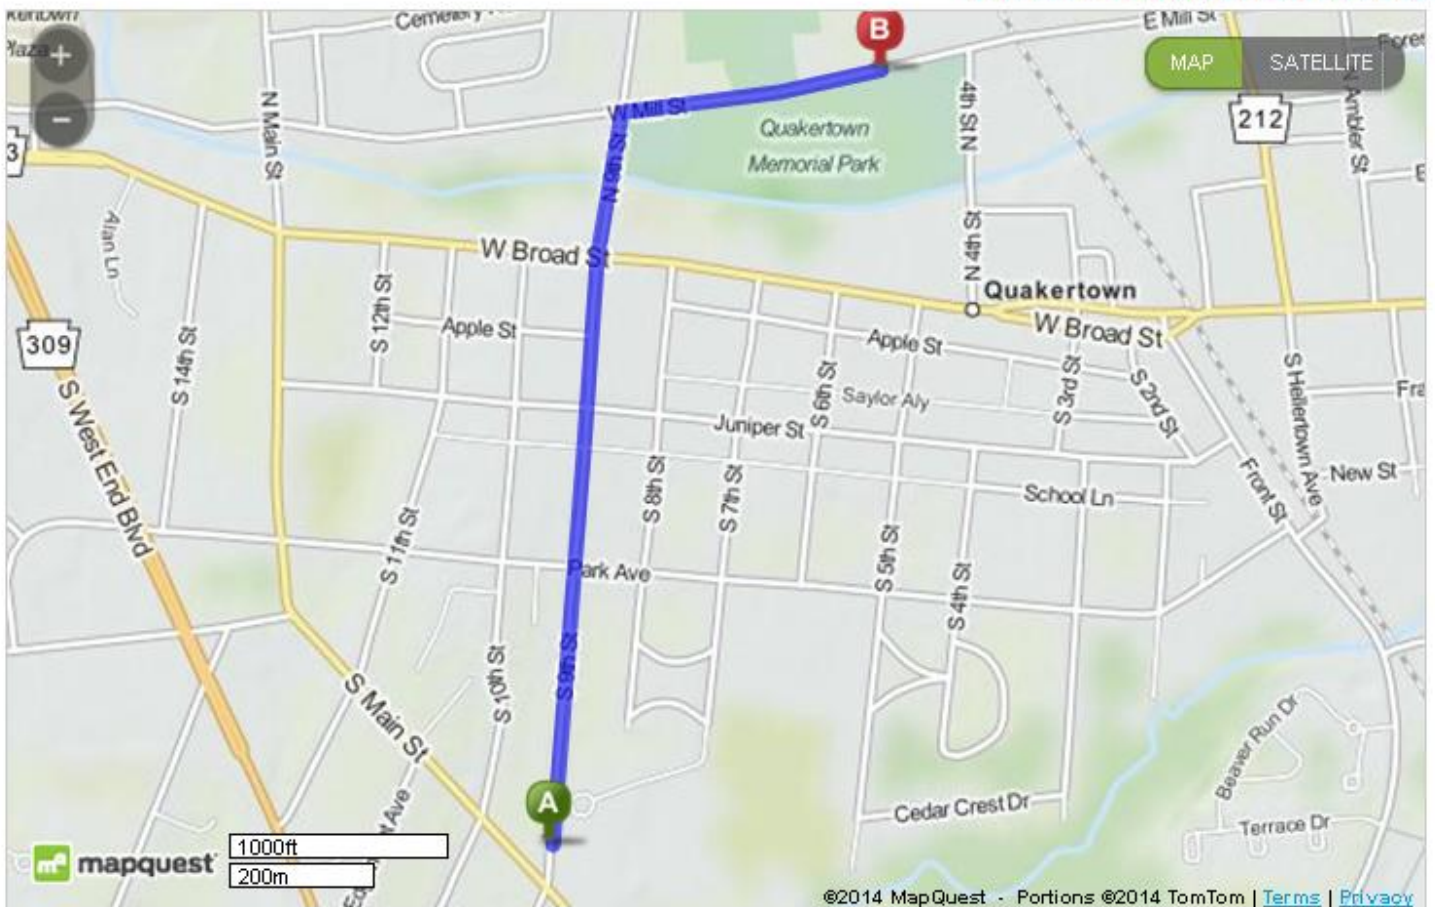 B
E Mill St
MAP
SATELLITE
+
−
W Mill St
Quakertown
Memorial Park
N Main St
N 9th St
4th St N
212
N Ambler St
3
Alan Ln
W Broad St
N 4th St
Quakertown
W Broad St
309
S 14th St
S 12th St
Apple St
Apple St
S 6th St
Saylor Aly
S 3rd St
S 2nd St
S Hellertown Ave
S West End Blvd
Juniper St
S 8th St
S 7th St
School Ln
Front St
New St
S 11th St
Park Ave
S 5th St
S 4th St
S 9th St
S 10th St
S Main St
Beaver Run Dr
A
Cedar Crest Dr
Terrace Dr
mapquest
1000ft
200m
©2014 MapQuest - Portions ©2014 TomTom | Terms | Privacy